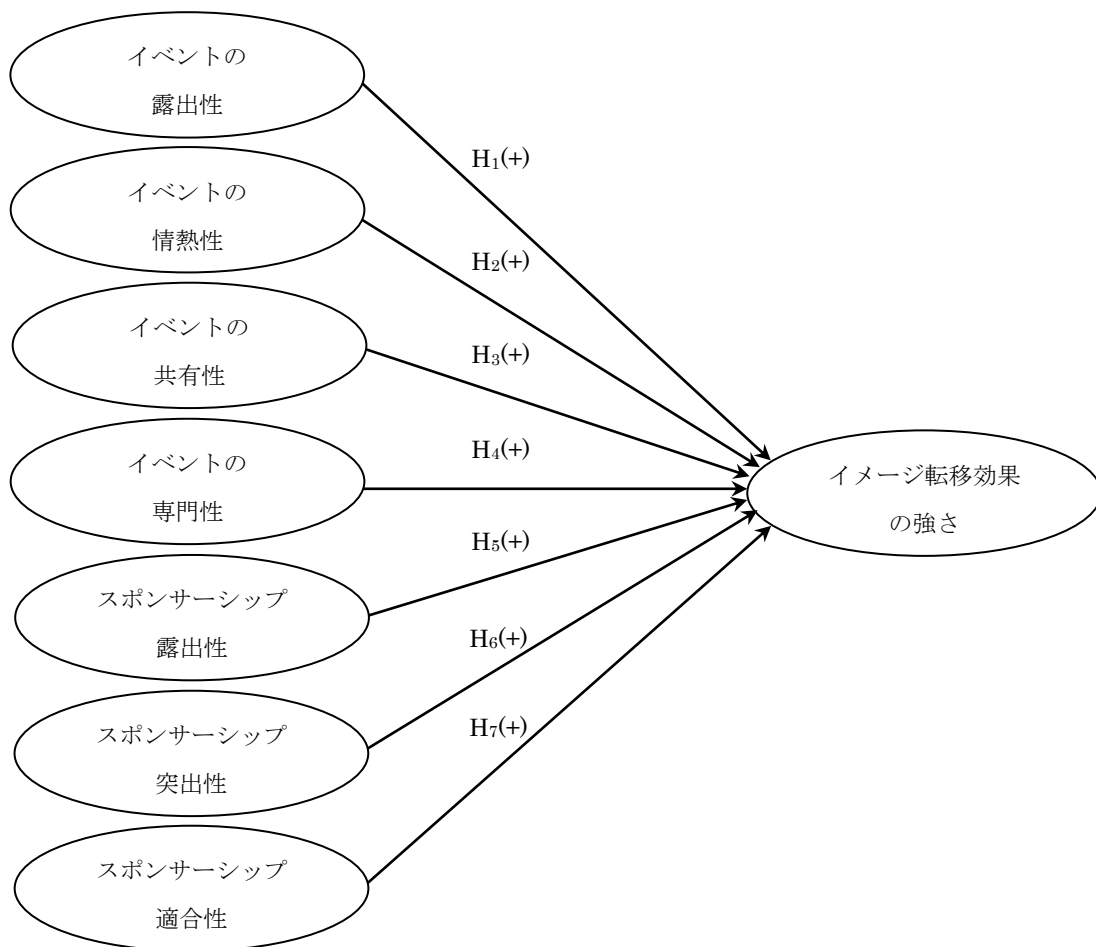 イベントの
露出性
H₁(+)
イベントの
情熱性
H₂(+)
イベントの
共有性
H₃(+)
イベントの
専門性
H₄(+)
イメージ転移効果
の強さ
スポンサーシップ
露出性
H₅(+)
スポンサーシップ
突出性
H₆(+)
スポンサーシップ
適合性
H₇(+)